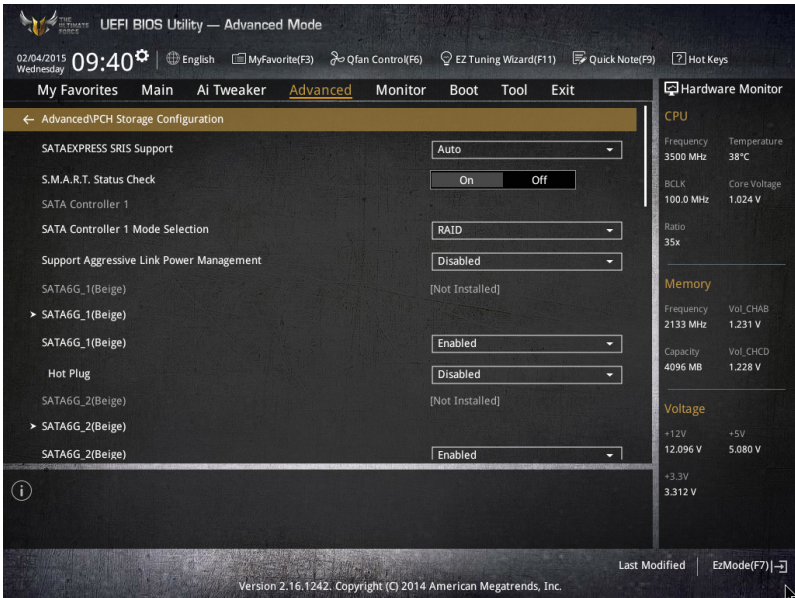 THE ULTIMATE FORCE
UEFI BIOS Utility — Advanced Mode
02/04/2015
Wednesday
09:40
English
MyFavorite(F3)
Qfan Control(F6)
EZ Tuning Wizard(F11)
Quick Note(F9)
? Hot Keys
My Favorites Main Ai Tweaker Advanced Monitor Boot Tool Exit
Hardware Monitor
← Advanced\PCH Storage Configuration
SATAEXPRESS SRIS Support Auto
S.M.A.R.T. Status Check On Off
SATA Controller 1
SATA Controller 1 Mode Selection RAID
Support Aggressive Link Power Management Disabled
SATA6G_1(Beige) [Not Installed]
SATA6G_1(Beige)
SATA6G_1(Beige) Enabled
Hot Plug Disabled
SATA6G_2(Beige) [Not Installed]
SATA6G_2(Beige)
SATA6G_2(Beige) Enabled
CPU
Frequency Temperature
3500 MHz 38°C
BCLK Core Voltage
100.0 MHz 1.024 V
Ratio
35x
Memory
Frequency Vol_CHAB
2133 MHz 1.231 V
Capacity Vol_CHCD
4096 MB 1.228 V
Voltage
+12V +5V
12.096 V 5.080 V
+3.3V
3.312 V
Last Modified
EzMode(F7)
Version 2.16.1242. Copyright (C) 2014 American Megatrends, Inc.